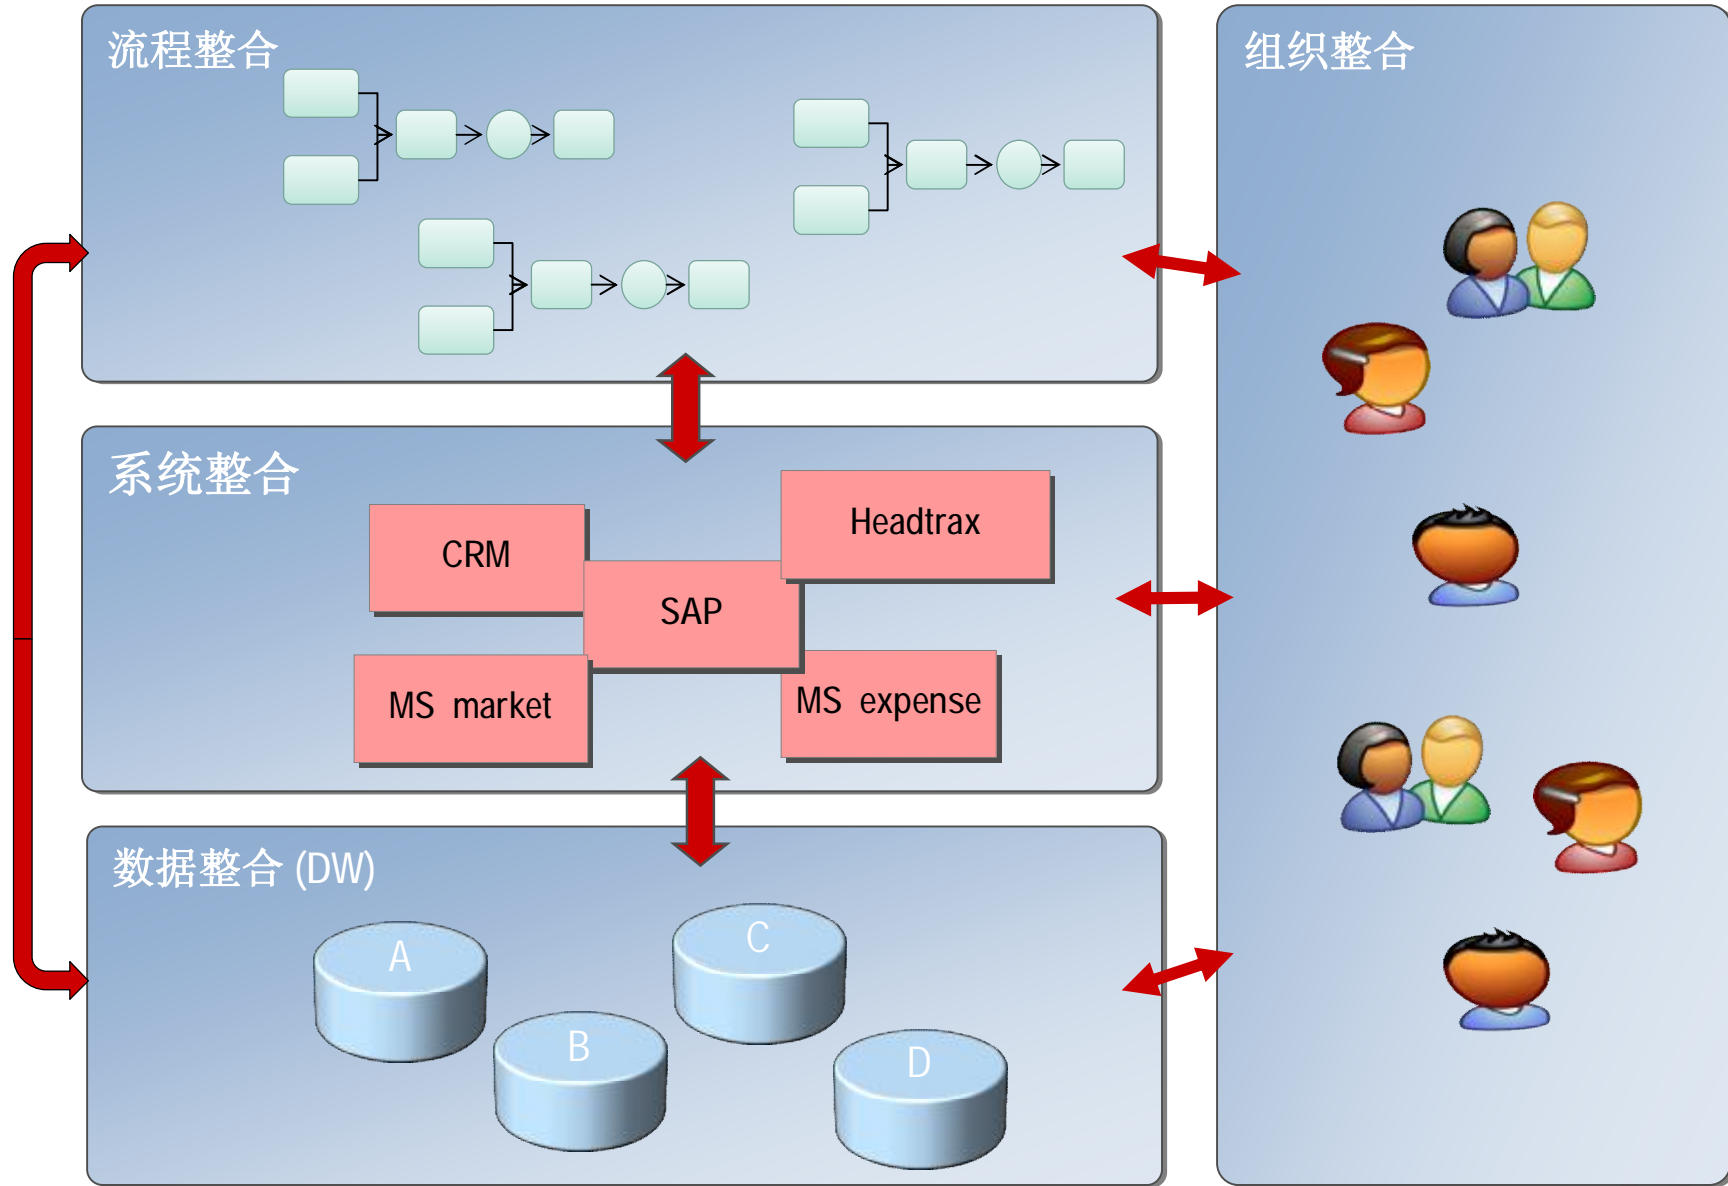 流程整合
组织整合
系统整合
CRM
Headtrax
SAP
MS market
MS expense
数据整合 (DW)
A
C
B
D